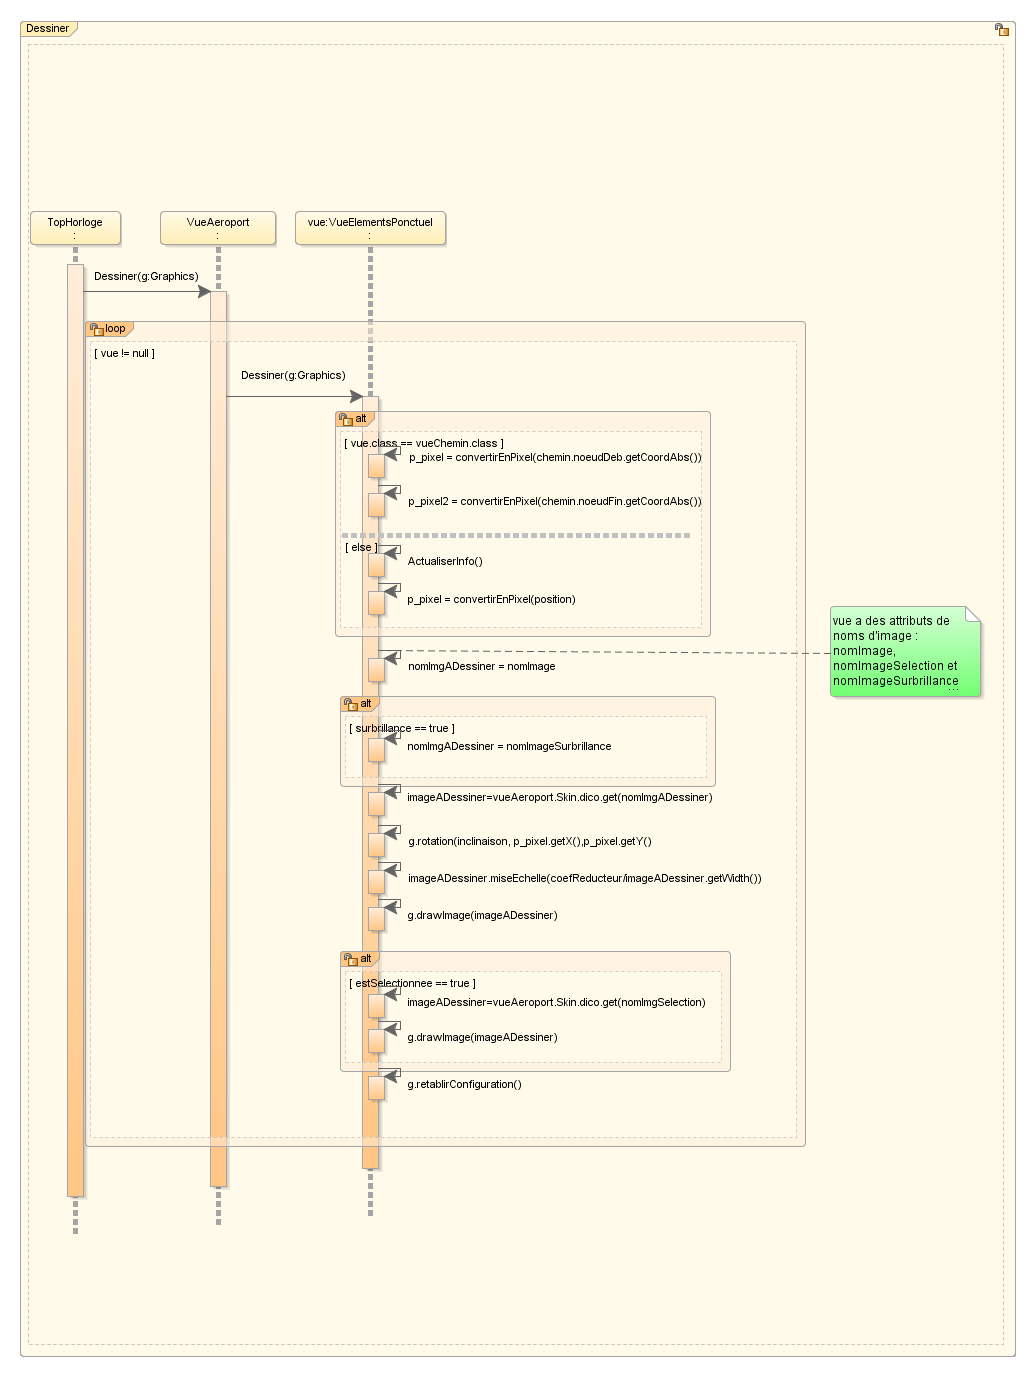 Dessiner
TopHorloge
:
VueAeroport
:
vue:VueElementsPonctuel
:
Dessiner(g:Graphics)
loop
[ vue != null ]
Dessiner(g:Graphics)
alt
[ vue.class == vueChemin.class ]
p_pixel = convertirEnPixel(chemin.noeudDeb.getCoordAbs())
p_pixel2 = convertirEnPixel(chemin.noeudFin.getCoordAbs())
[ else ]
ActualiserInfo()
p_pixel = convertirEnPixel(position)
vue a des attributs de
noms d'image :
nomImage,
nomImageSelection et
nomImageSurbrillance
...
nomImgADessiner = nomImage
alt
[ surbrillance == true ]
nomImgADessiner = nomImageSurbrillance
imageADessiner=vueAeroport.Skin.dico.get(nomImgADessiner)
g.rotation(inclinaison, p_pixel.getX(),p_pixel.getY()
imageADessiner.miseEchelle(coefReducteur/imageADessiner.getWidth())
g.drawImage(imageADessiner)
alt
[ estSelectionnee == true ]
imageADessiner=vueAeroport.Skin.dico.get(nomImgSelection)
g.drawImage(imageADessiner)
g.retablirConfiguration()